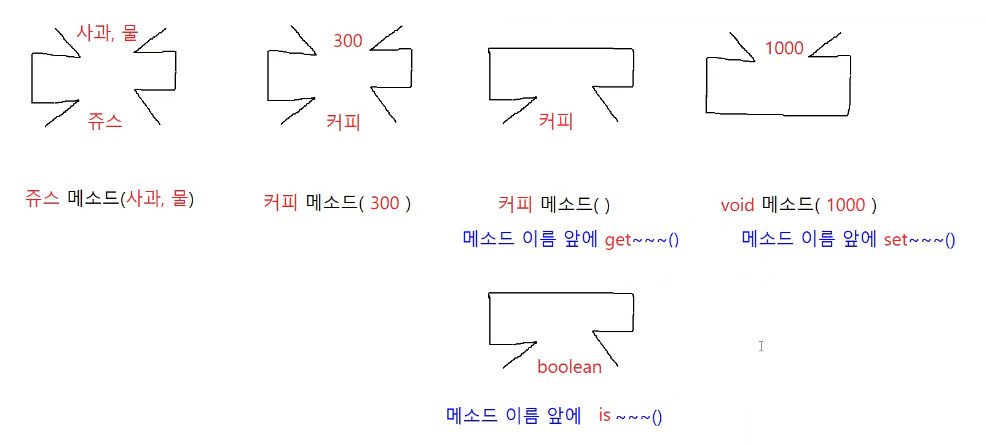 사과, 물
쥬스
쥬스 메소드(사과, 물)
300
커피
커피 메소드( 300 )
커피
커피 메소드( )
메소드 이름 앞에 get~~~()
1000
void 메소드( 1000 )
메소드 이름 앞에 set~~~()
boolean
메소드 이름 앞에 is ~~~()